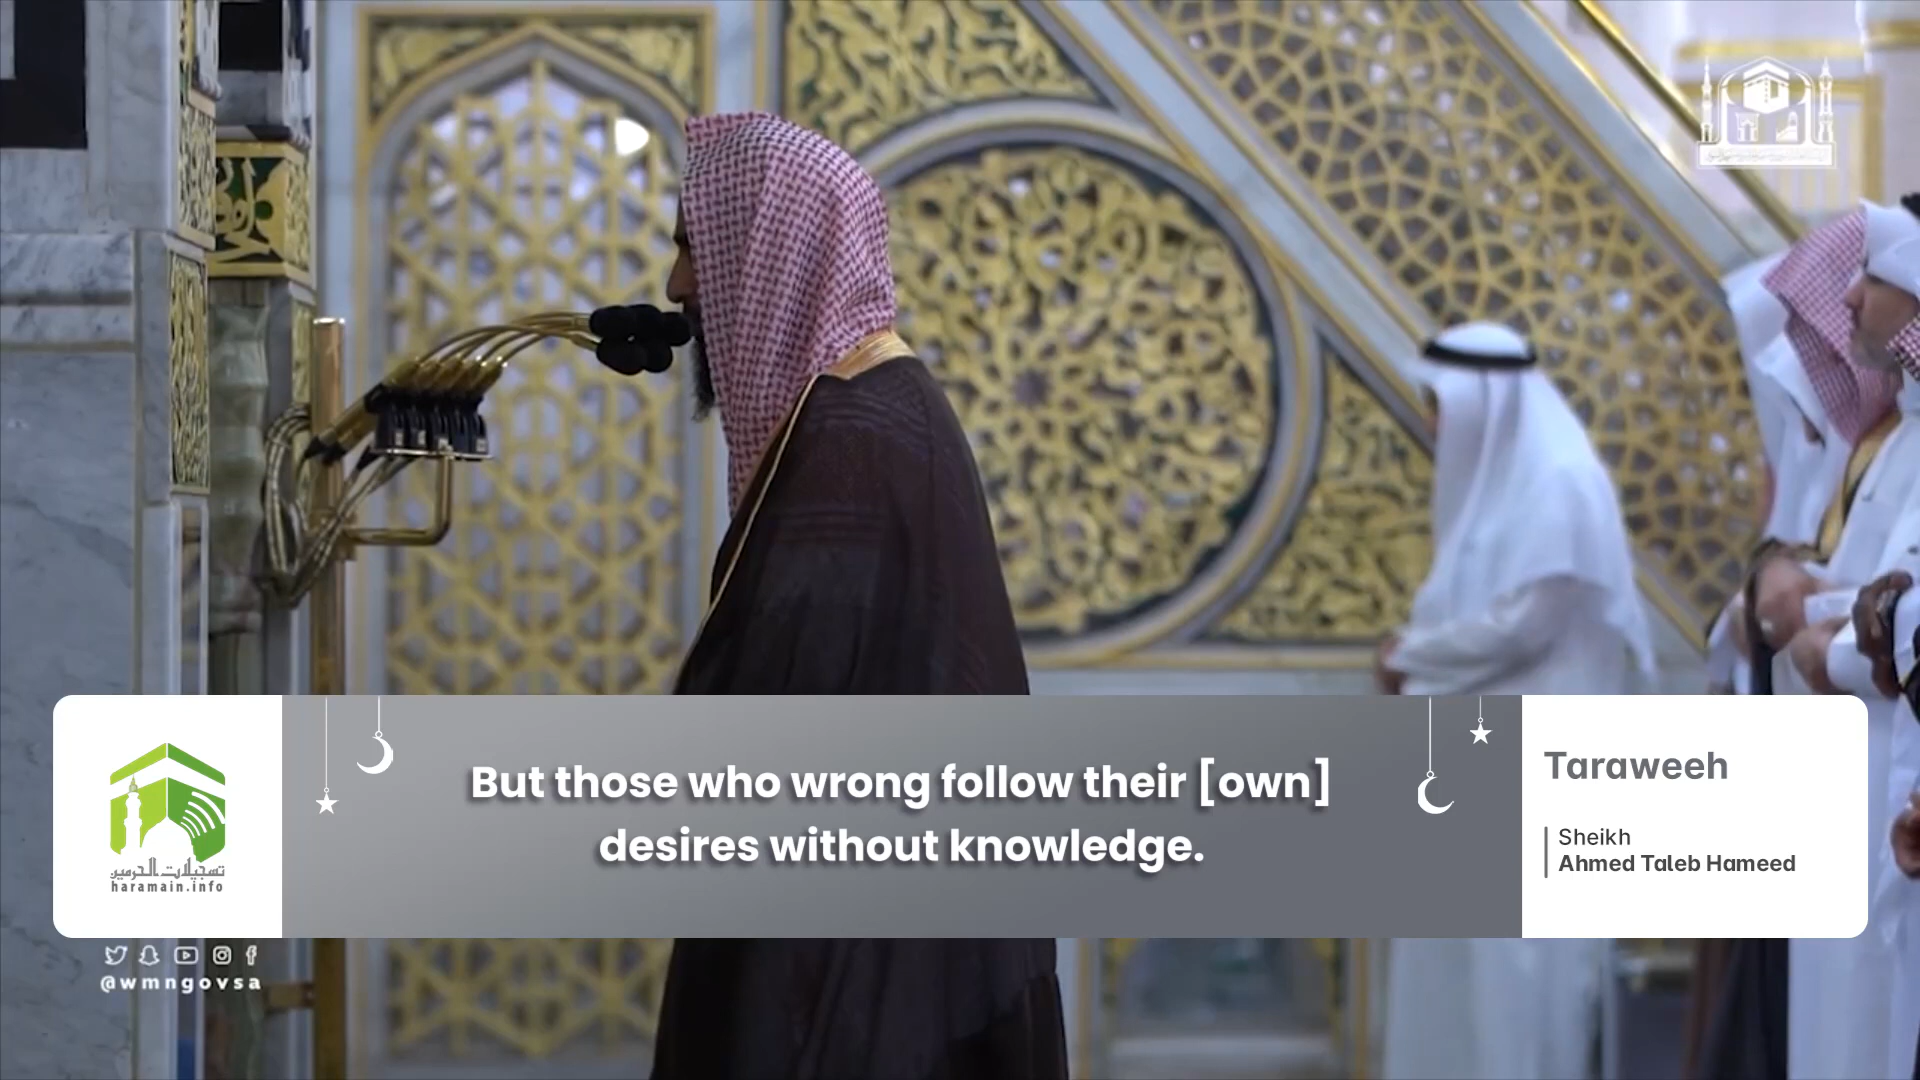 But those who wrong follow their [own]
desires without knowledge.
تسجيلات الحرمين
haramain.info
Taraweeh
Sheikh
Ahmed Taleb Hameed
@wmngovsa